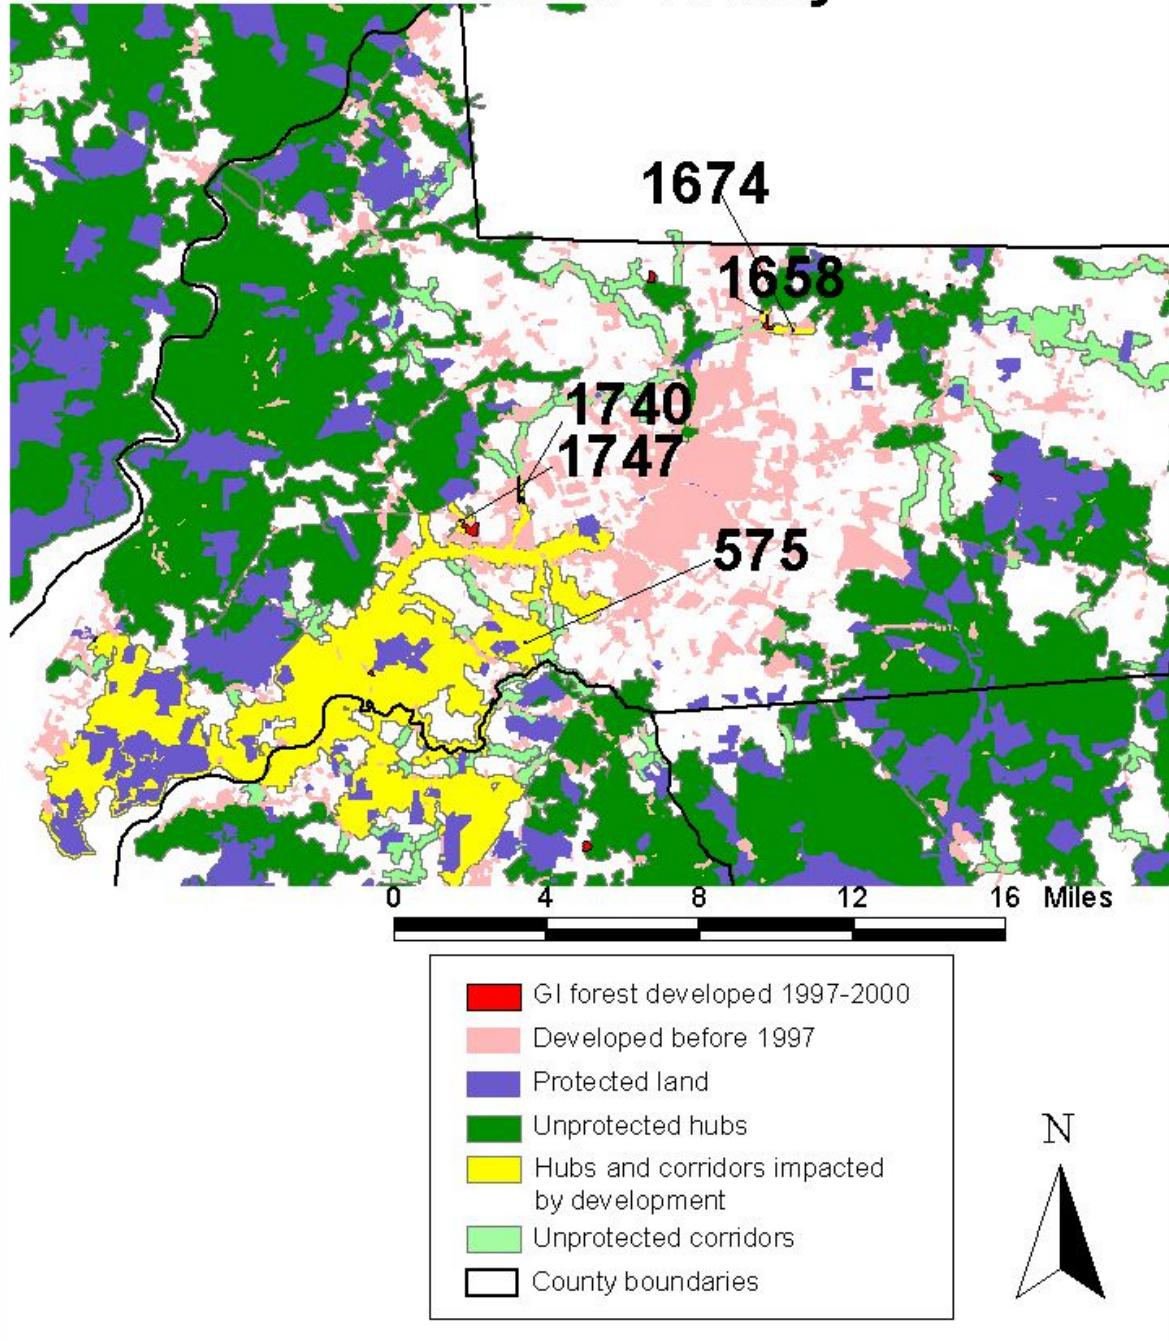 1674
1658
1740
1747
575
0 4 8 12 16 Miles
GI forest developed 1997-2000
Developed before 1997
Protected land
Unprotected hubs
Hubs and corridors impacted
by development
Unprotected corridors
County boundaries
N